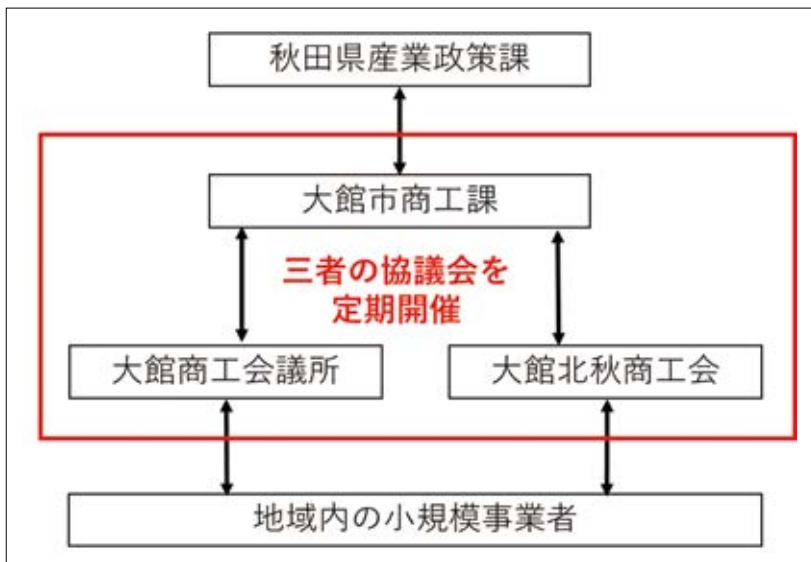 秋田県産業政策課
大館市商工課
三者の協議会を
定期開催
大館商工会議所
大館北秋商工会
地域内の小規模事業者